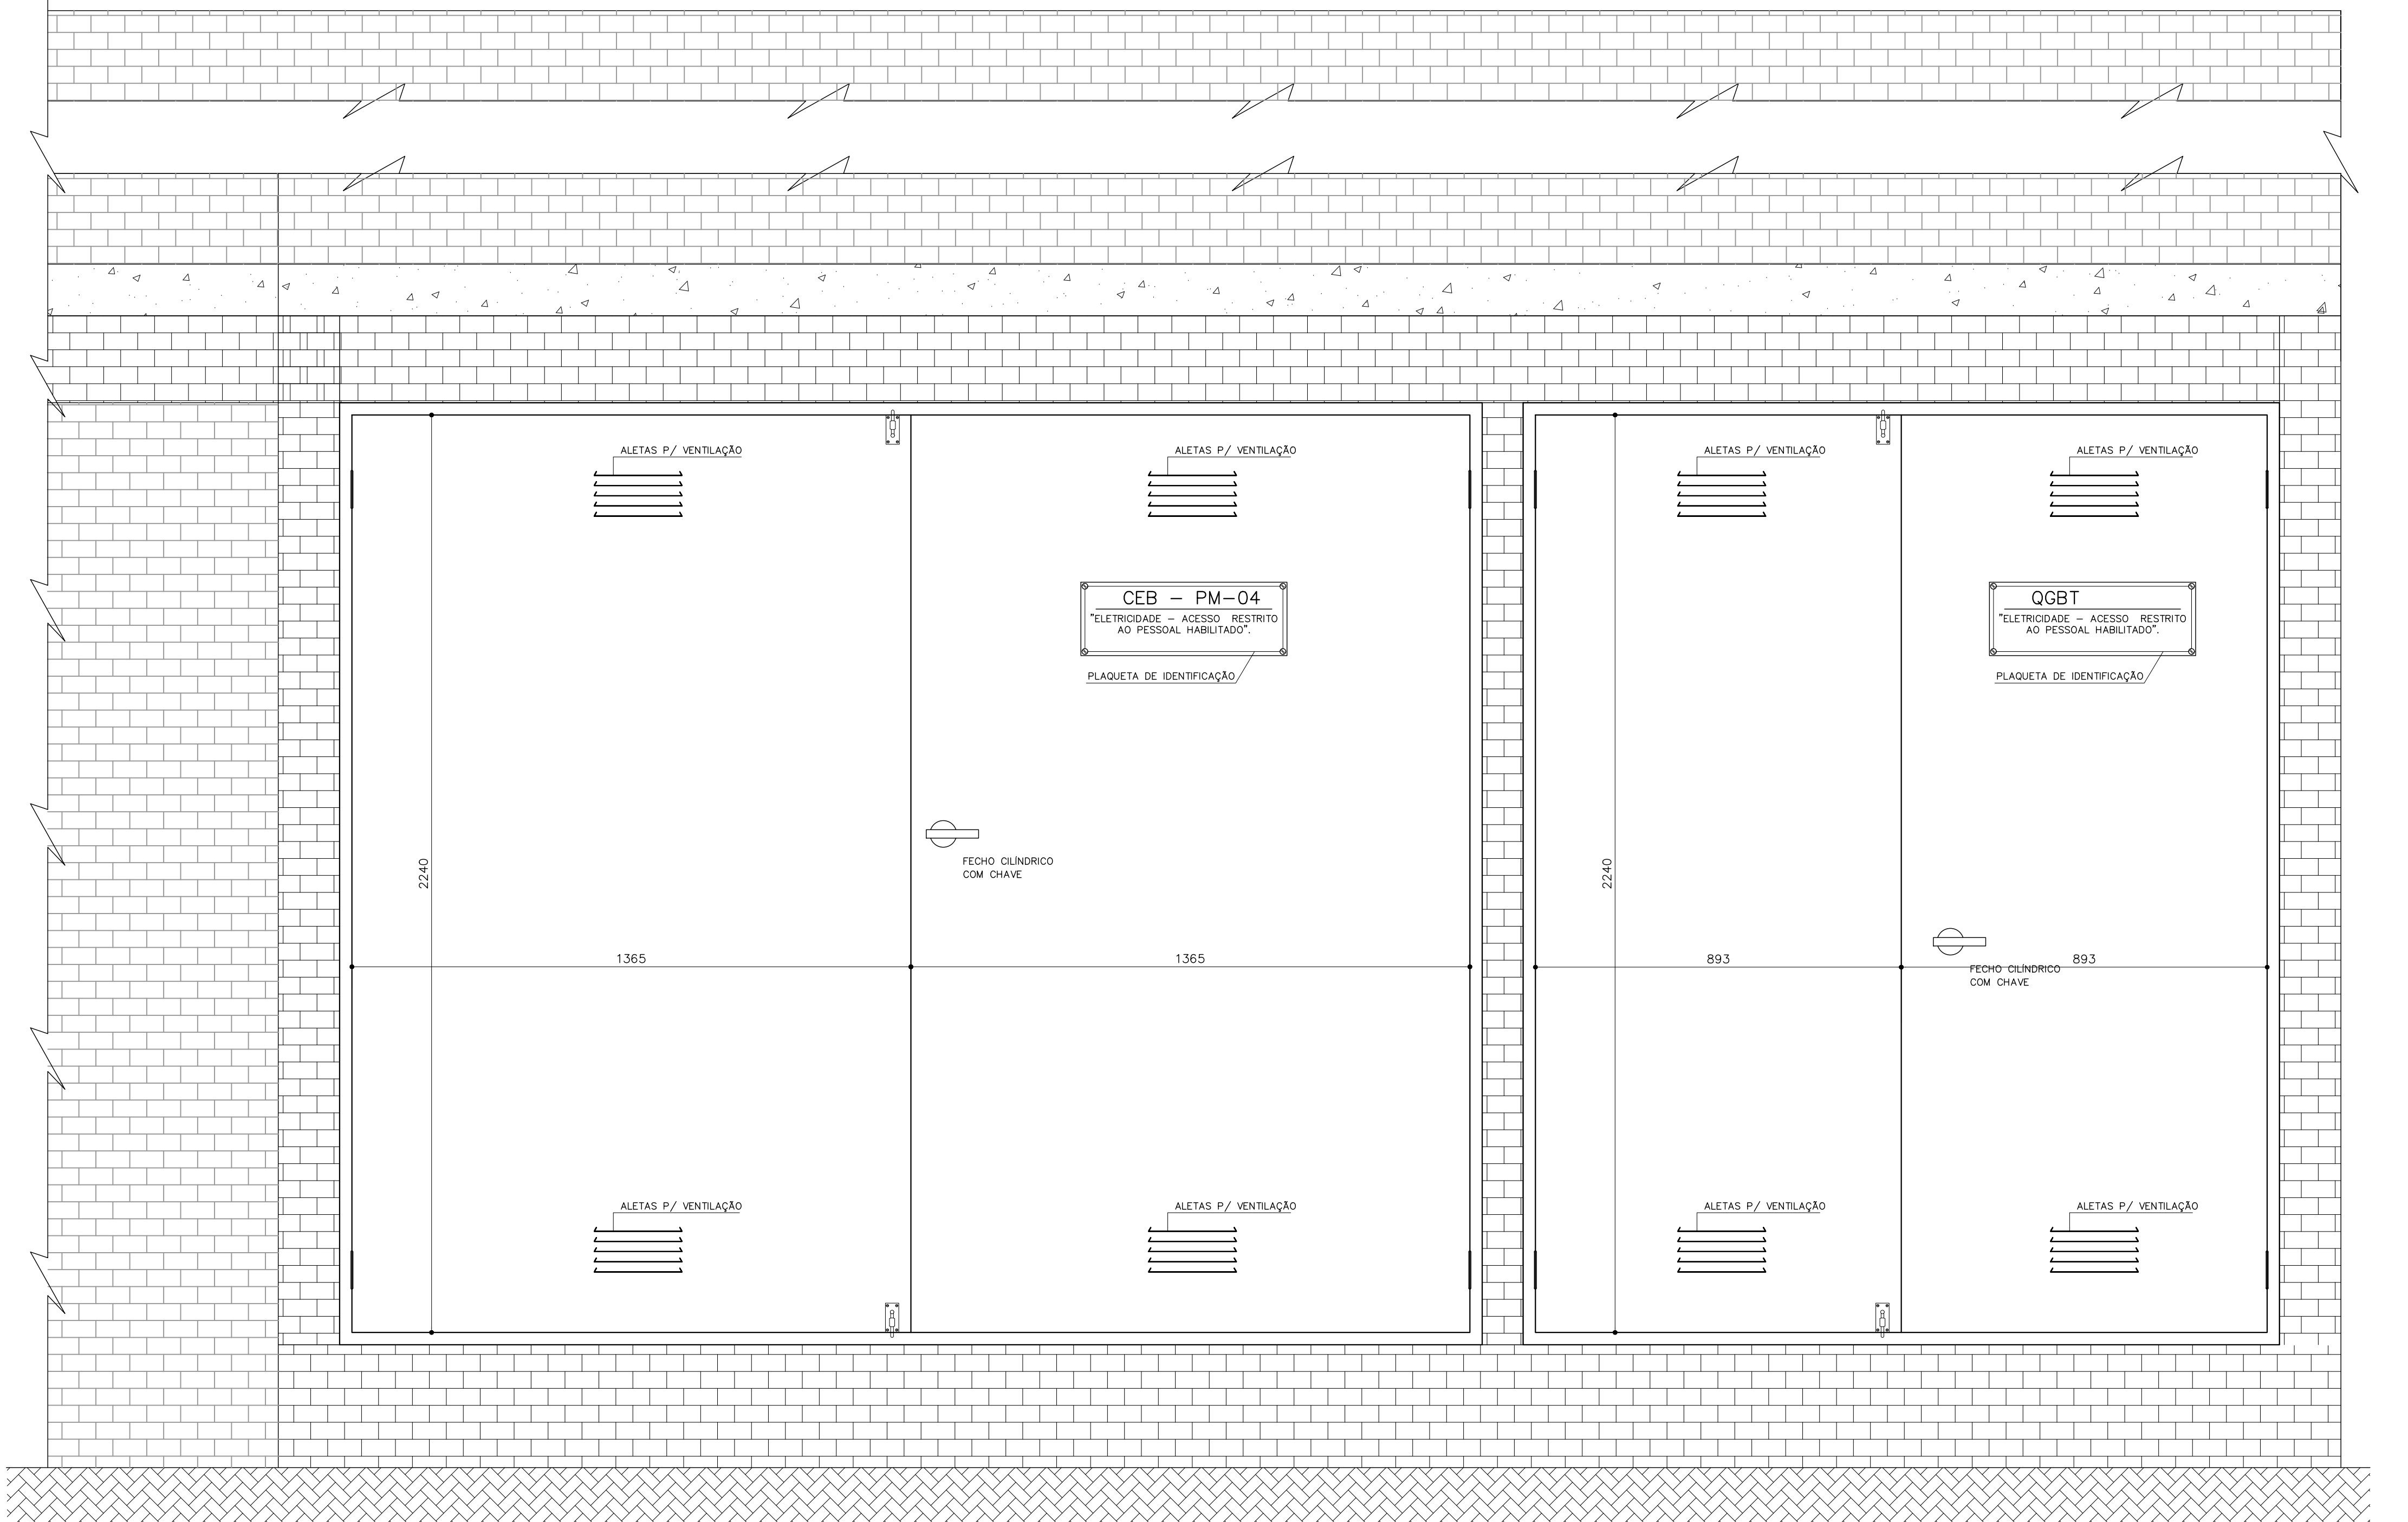 ALETAS P/ VENTILAÇÃO
ALETAS P/ VENTILAÇÃO
ALETAS P/ VENTILAÇÃO
ALETAS P/ VENTILAÇÃO
CEB – PM–04
"ELETRICIDADE – ACESSO RESTRITO
AO PESSOAL HABILITADO".
PLAQUETA DE IDENTIFICAÇÃO
QGBT
"ELETRICIDADE – ACESSO RESTRITO
AO PESSOAL HABILITADO".
PLAQUETA DE IDENTIFICAÇÃO
2240
FECHO CILÍNDRICO
COM CHAVE
2240
1365
1365
893
893
FECHO CILÍNDRICO
COM CHAVE
ALETAS P/ VENTILAÇÃO
ALETAS P/ VENTILAÇÃO
ALETAS P/ VENTILAÇÃO
ALETAS P/ VENTILAÇÃO